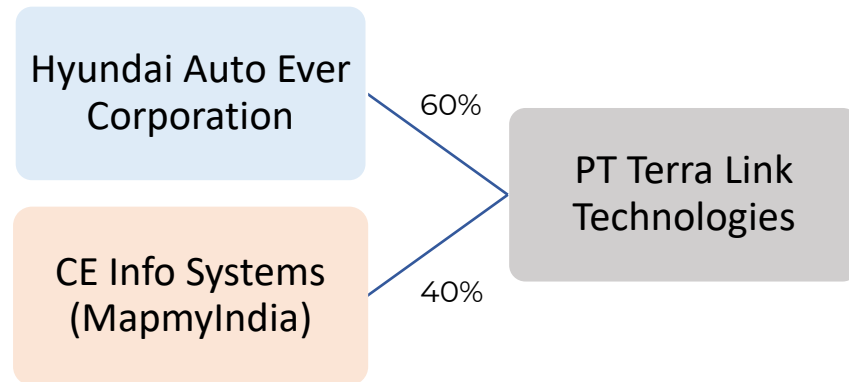 Hyundai Auto Ever
Corporation
60%
PT Terra Link
Technologies
CE Info Systems
(MapmyIndia)
40%